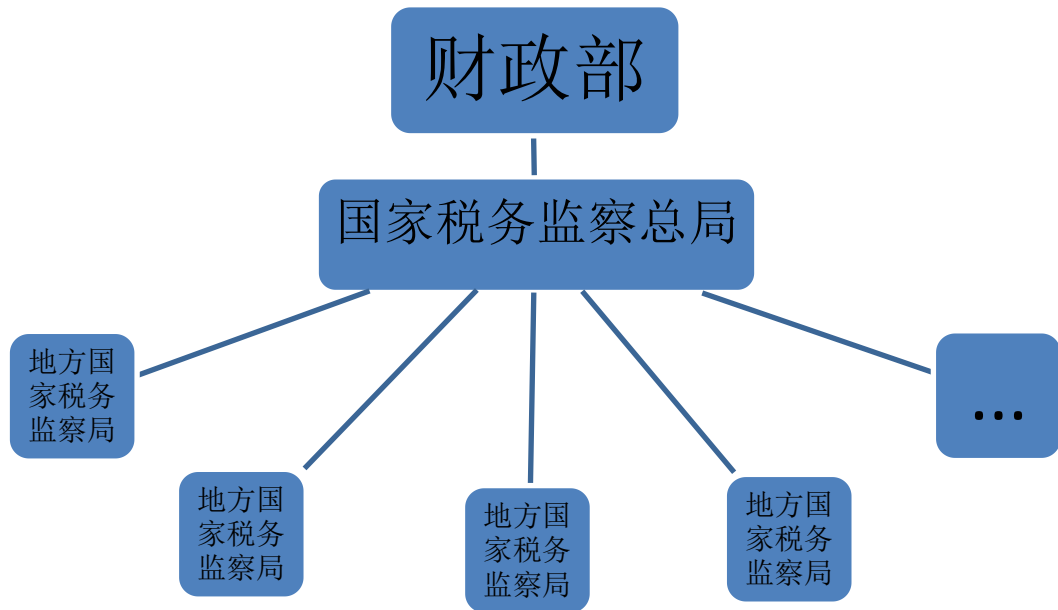 财政部
国家税务监察总局
地方国
家税务
监察局
地方国
家税务
监察局
地方国
家税务
监察局
地方国
家税务
监察局
...